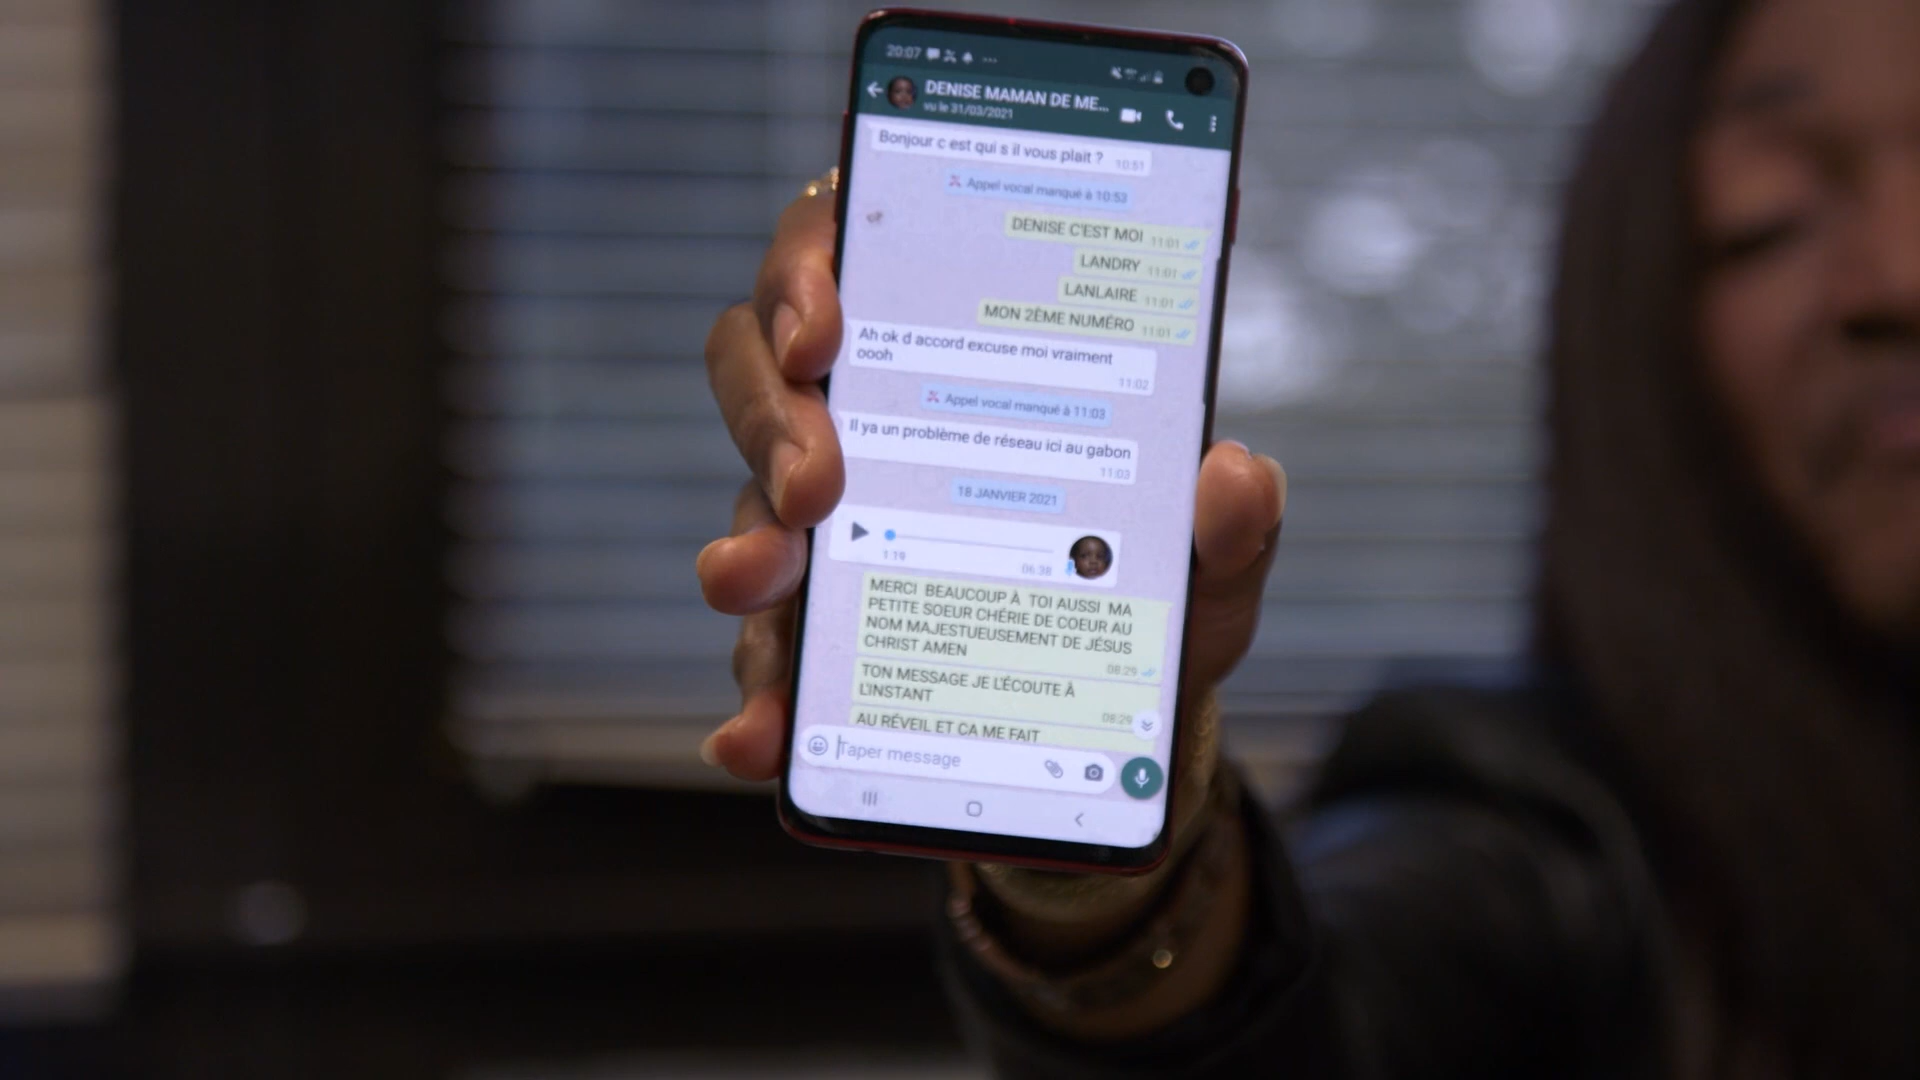 20:07
DENISE MAMAN DE ME...
vu le 31/03/2021
Bonjour c est qui s il vous plait ? 10:51
Appel vocal manqué à 10:53
DENISE C'EST MOI 11:01
LANDRY 11:01
LANLAIRE 11:01
MON 2ÈME NUMÉRO 11:01
Ah ok d accord excuse moi vraiment
oooh
11:02
Appel vocal manqué à 11:03
Il ya un problème de réseau ici au gabon
11:03
18 JANVIER 2021
1:19 06:38
MERCI BEAUCOUP À TOI AUSSI MA
PETITE SOEUR CHÉRIE DE COEUR AU
NOM MAJESTUEUSEMENT DE JÉSUS
CHRIST AMEN
08:29
TON MESSAGE JE L'ÉCOUTE À
L'INSTANT
08:29
AU RÉVEIL ET CA ME FAIT
Taper message